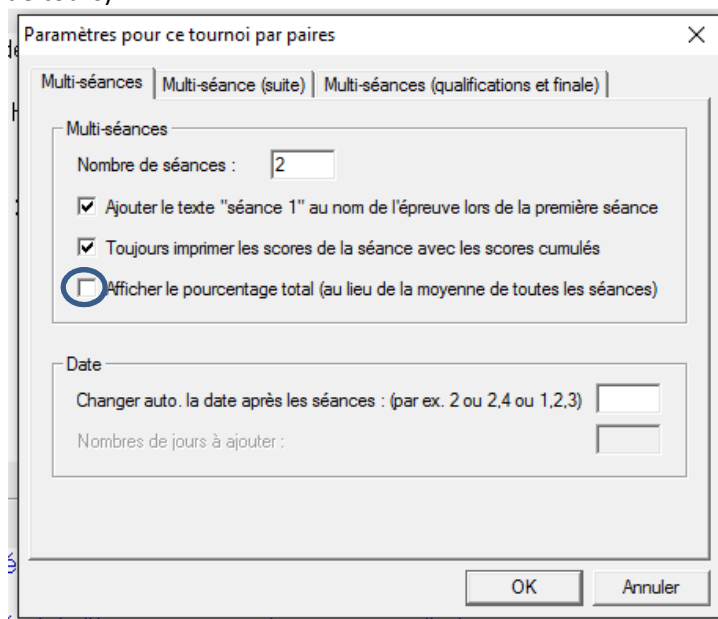 Paramètres pour ce tournoi par paires
Multi-séances Multi-séance (suite) Multi-séances (qualifications et finale)
Multi-séances
Nombre de séances : 2
Ajouter le texte "séance 1" au nom de l'épreuve lors de la première séance
Toujours imprimer les scores de la séance avec les scores cumulés
Afficher le pourcentage total (au lieu de la moyenne de toutes les séances)
Date
Changer auto. la date après les séances : (par ex. 2 ou 2,4 ou 1,2,3)
Nombres de jours à ajouter :
OK Annuler